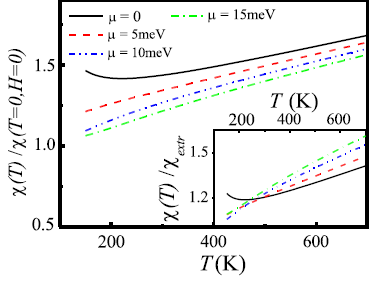 μ = 0
μ = 15meV
μ = 5meV
μ = 10meV
χ(T) /χ(T=0,H=0)
1.5
1.0
0.5
200
400
600
T(K)
T (K)
200
400
600
χ(T) /χextr
1.5
1.2